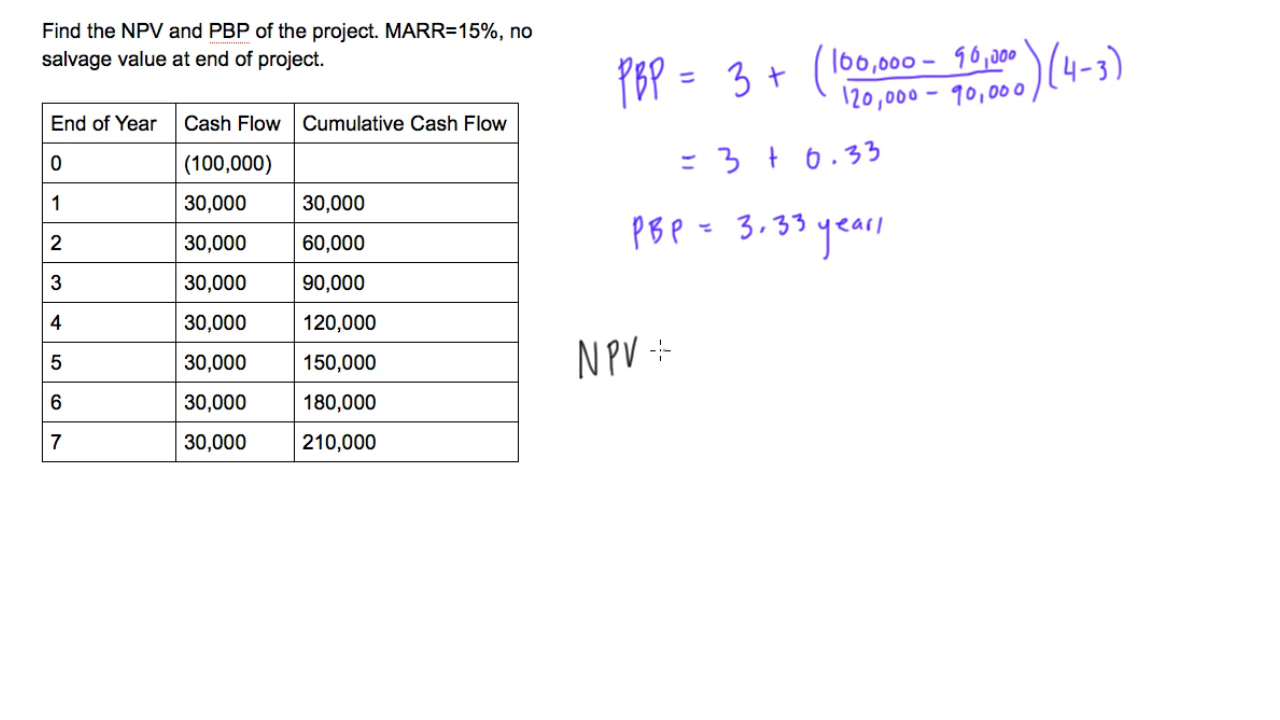 Find the NPV and PBP of the project. MARR=15%, no
salvage value at end of project.
End of Year Cash Flow Cumulative Cash Flow
0 (100,000)
1 30,000 30,000
2 30,000 60,000
3 30,000 90,000
4 30,000 120,000
5 30,000 150,000
6 30,000 180,000
7 30,000 210,000
PBP = 3 + (100,000 - 90,000 / 120,000 - 90,000)(4-3)
= 3 + 0.33
PBP = 3.33 years
NPV